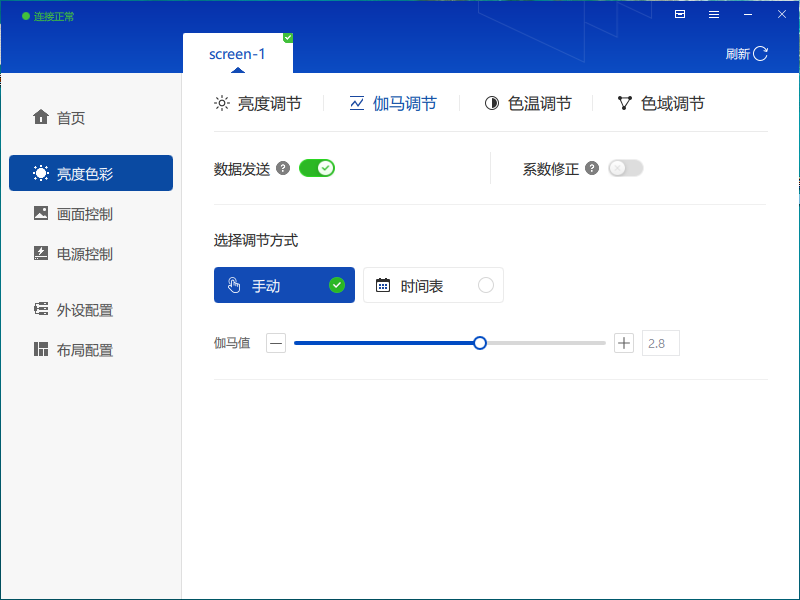 连接正常
screen-1
刷新
首页
亮度色彩
画面控制
电源控制
外设配置
布局配置
亮度调节
伽马调节
色温调节
色域调节
数据发送
系数修正
选择调节方式
手动
时间表
伽马值
2.8